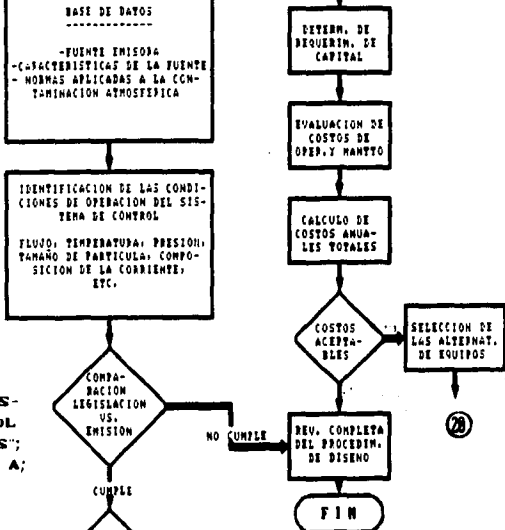 BASE DE DATOS
-FUENTE EMISORA
-CARACTERISTICAS DE LA FUENTE
- NORMAS APLICADAS A LA CON-
TAMINACION ATMOSFERICA
IDENTIFICACION DE LAS CONDI-
CIONES DE OPERACION DEL SIS-
TEMA DE CONTROL
FLUJO, TEMPERATURA, PRESION,
TAMAÑO DE PARTICULA, COMPO-
SICION DE LA CORRIENTE,
ETC.
COMPA-
RACION
LEGISLACION
VS.
EMISION
NO CUMPLE
CUMPLE
S-
OL
S";
A;
DETERM. DE
REQUERIM. DE
CAPITAL
EVALUACION DE
COSTOS DE
OPER.Y MANTTO
CALCULO DE
COSTOS ANUA-
LES TOTALES
COSTOS
ACEPTA-
BLES
SELECCION DE
LAS ALTERNAT.
DE EQUIPOS
20
REV. COMPLETA
DEL PROCEDIM.
DE DISENO
FIN